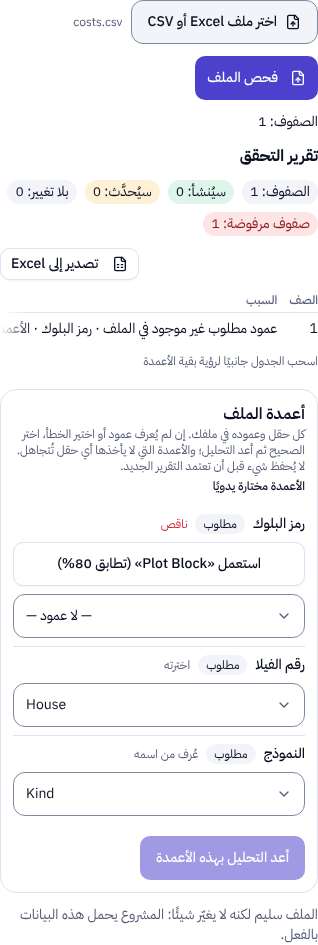 اختر ملف Excel أو CSV
costs.csv
فحص الملف
الصفوف: 1
تقرير التحقق
الصفوف: 1 سيُنشأ: 0 سيُحدَّث: 0 بلا تغيير: 0
صفوف مرفوضة: 1
تصدير إلى Excel
الصف السبب
1 عمود مطلوب غير موجود في الملف · رمز البلوك ·
اسحب الجدول جانبيًا لرؤية بقية الأعمدة
أعمدة الملف
كل حقل وعموده في ملفك. إن لم يُعرف عمود أو اختير الخطأ، اختر
الصحيح ثم أعد التحليل؛ والأعمدة التي لا يأخذها أي حقل تُتجاهل.
لا يُحفظ شيء قبل أن تعتمد التقرير الجديد.
الأعمدة مختارة يدويًا
رمز البلوك مطلوب ناقص
استعمل «Plot Block» (تطابق 80%)
— لا عمود —
رقم الفيلا مطلوب اخترته
House
النموذج مطلوب عُرف من اسمه
Kind
أعد التحليل بهذه الأعمدة
الملف سليم لكنه لا يغيّر شيئًا: المشروع يحمل هذه البيانات
بالفعل.